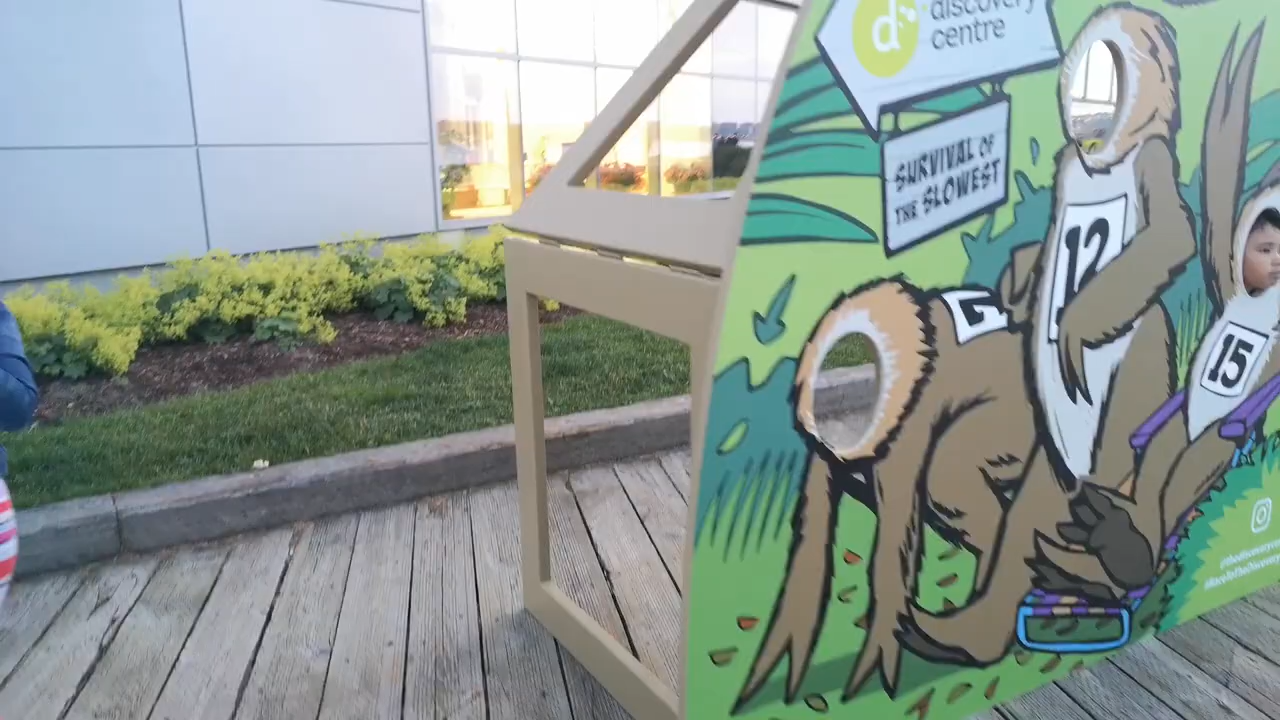 d
discovery
centre
SURVIVAL OF
THE SLOWEST
12
15